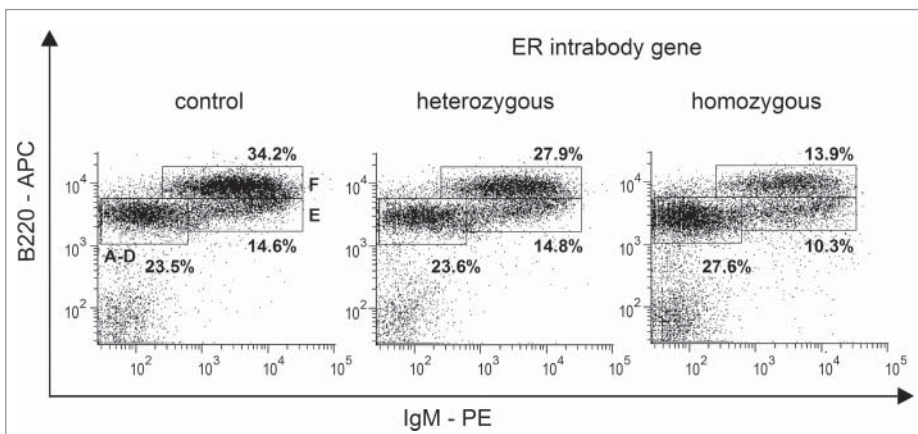 ER intrabody gene
control heterozygous homozygous
B220 - APC
34.2% 27.9% 13.9%
10⁴ F 10⁴ 10⁴
E
10³ 10³ 10³
A-D 14.6% 14.8% 10.3%
23.5% 23.6% 27.6%
10² 10² 10²
10² 10³ 10⁴ 10⁵ 10² 10³ 10⁴ 10⁵ 10² 10³ 10⁴ 10⁵
IgM - PE